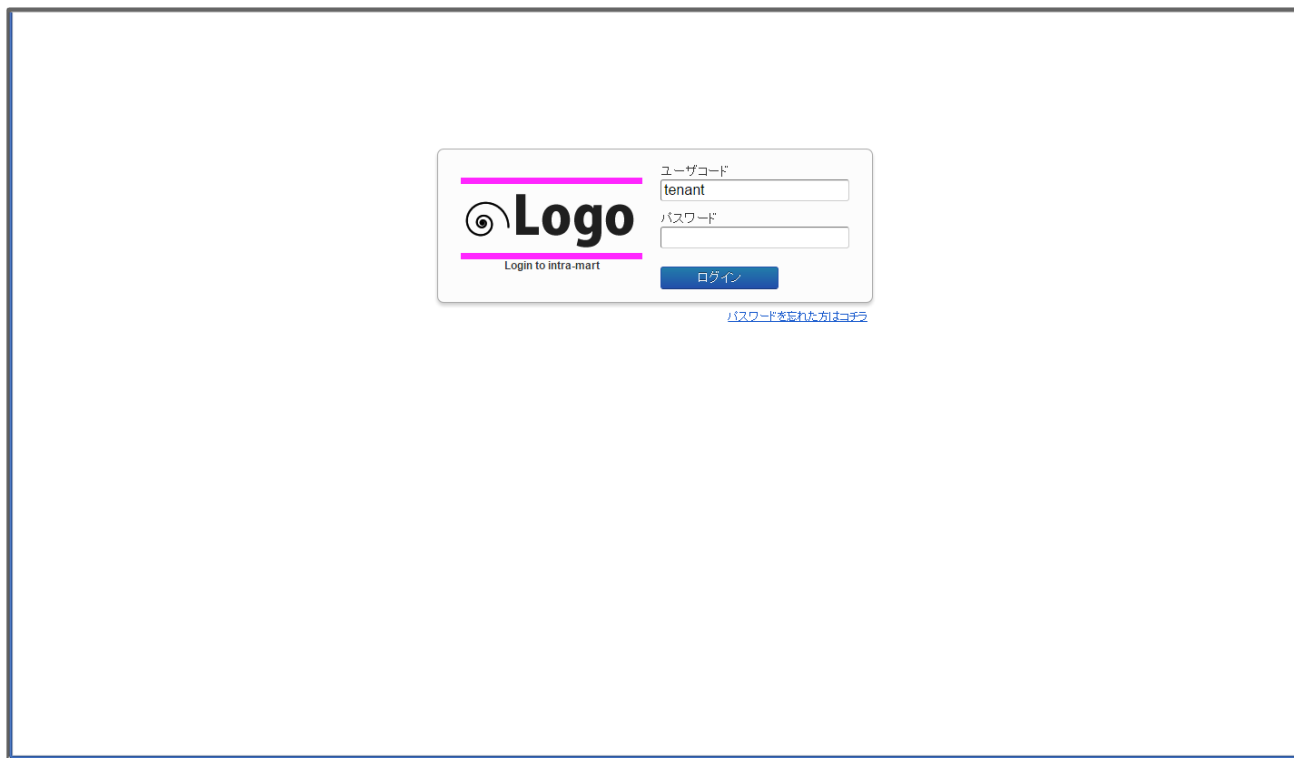 Logo
Login to intra-mart
ユーザコード
tenant
パスワード
ログイン
パスワードを忘れた方はコチラ